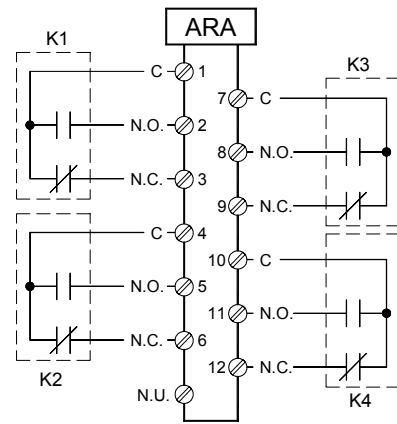 ARA
K1
C 1
N.O. 2
N.C. 3
C 4
N.O. 5
N.C. 6
K2
N.U.
K3
7 C
8 N.O.
9 N.C.
10 C
11 N.O.
12 N.C.
K4